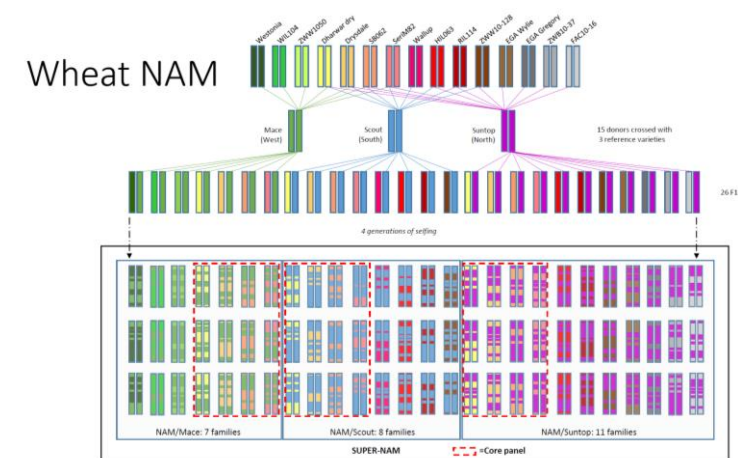 Wheat NAM
Westonia
WIL104
ZWW1050
Dharwar dry
Drysdale
SB062
SeriM82
Wallup
HIL063
RIL114
ZWW10-128
EGA Wylie
EGA Gregory
ZWB10-37
FAC10-16
Mace
(West)
Scout
(South)
Suntop
(North)
15 donors crossed with
3 reference varieties
26 F1
4 generations of selfing
NAM/Mace: 7 families
NAM/Scout: 8 families
NAM/Suntop: 11 families
SUPER-NAM
=Core panel